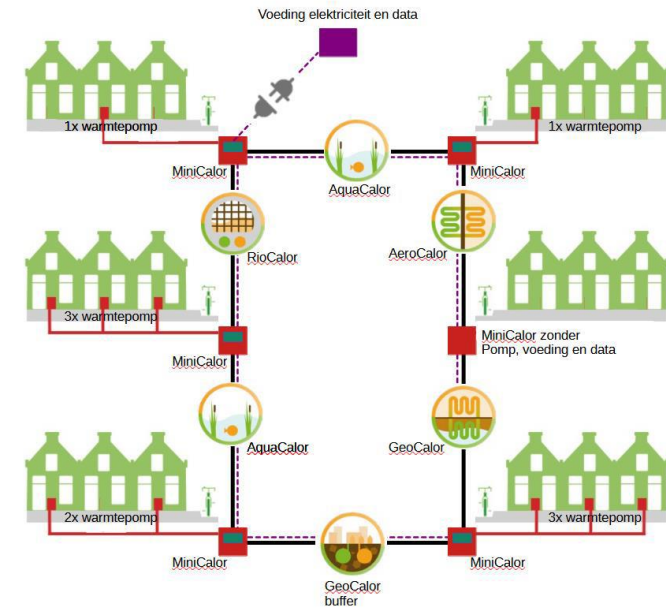 Voeding elektriciteit en data
1x warmtepomp
1x warmtepomp
MiniCalor
AquaCalor
MiniCalor
RioCalor
AeroCalor
3x warmtepomp
MiniCalor
MiniCalor zonder
Pomp, voeding en data
AquaCalor
GeoCalor
2x warmtepomp
3x warmtepomp
MiniCalor
GeoCalor
buffer
MiniCalor